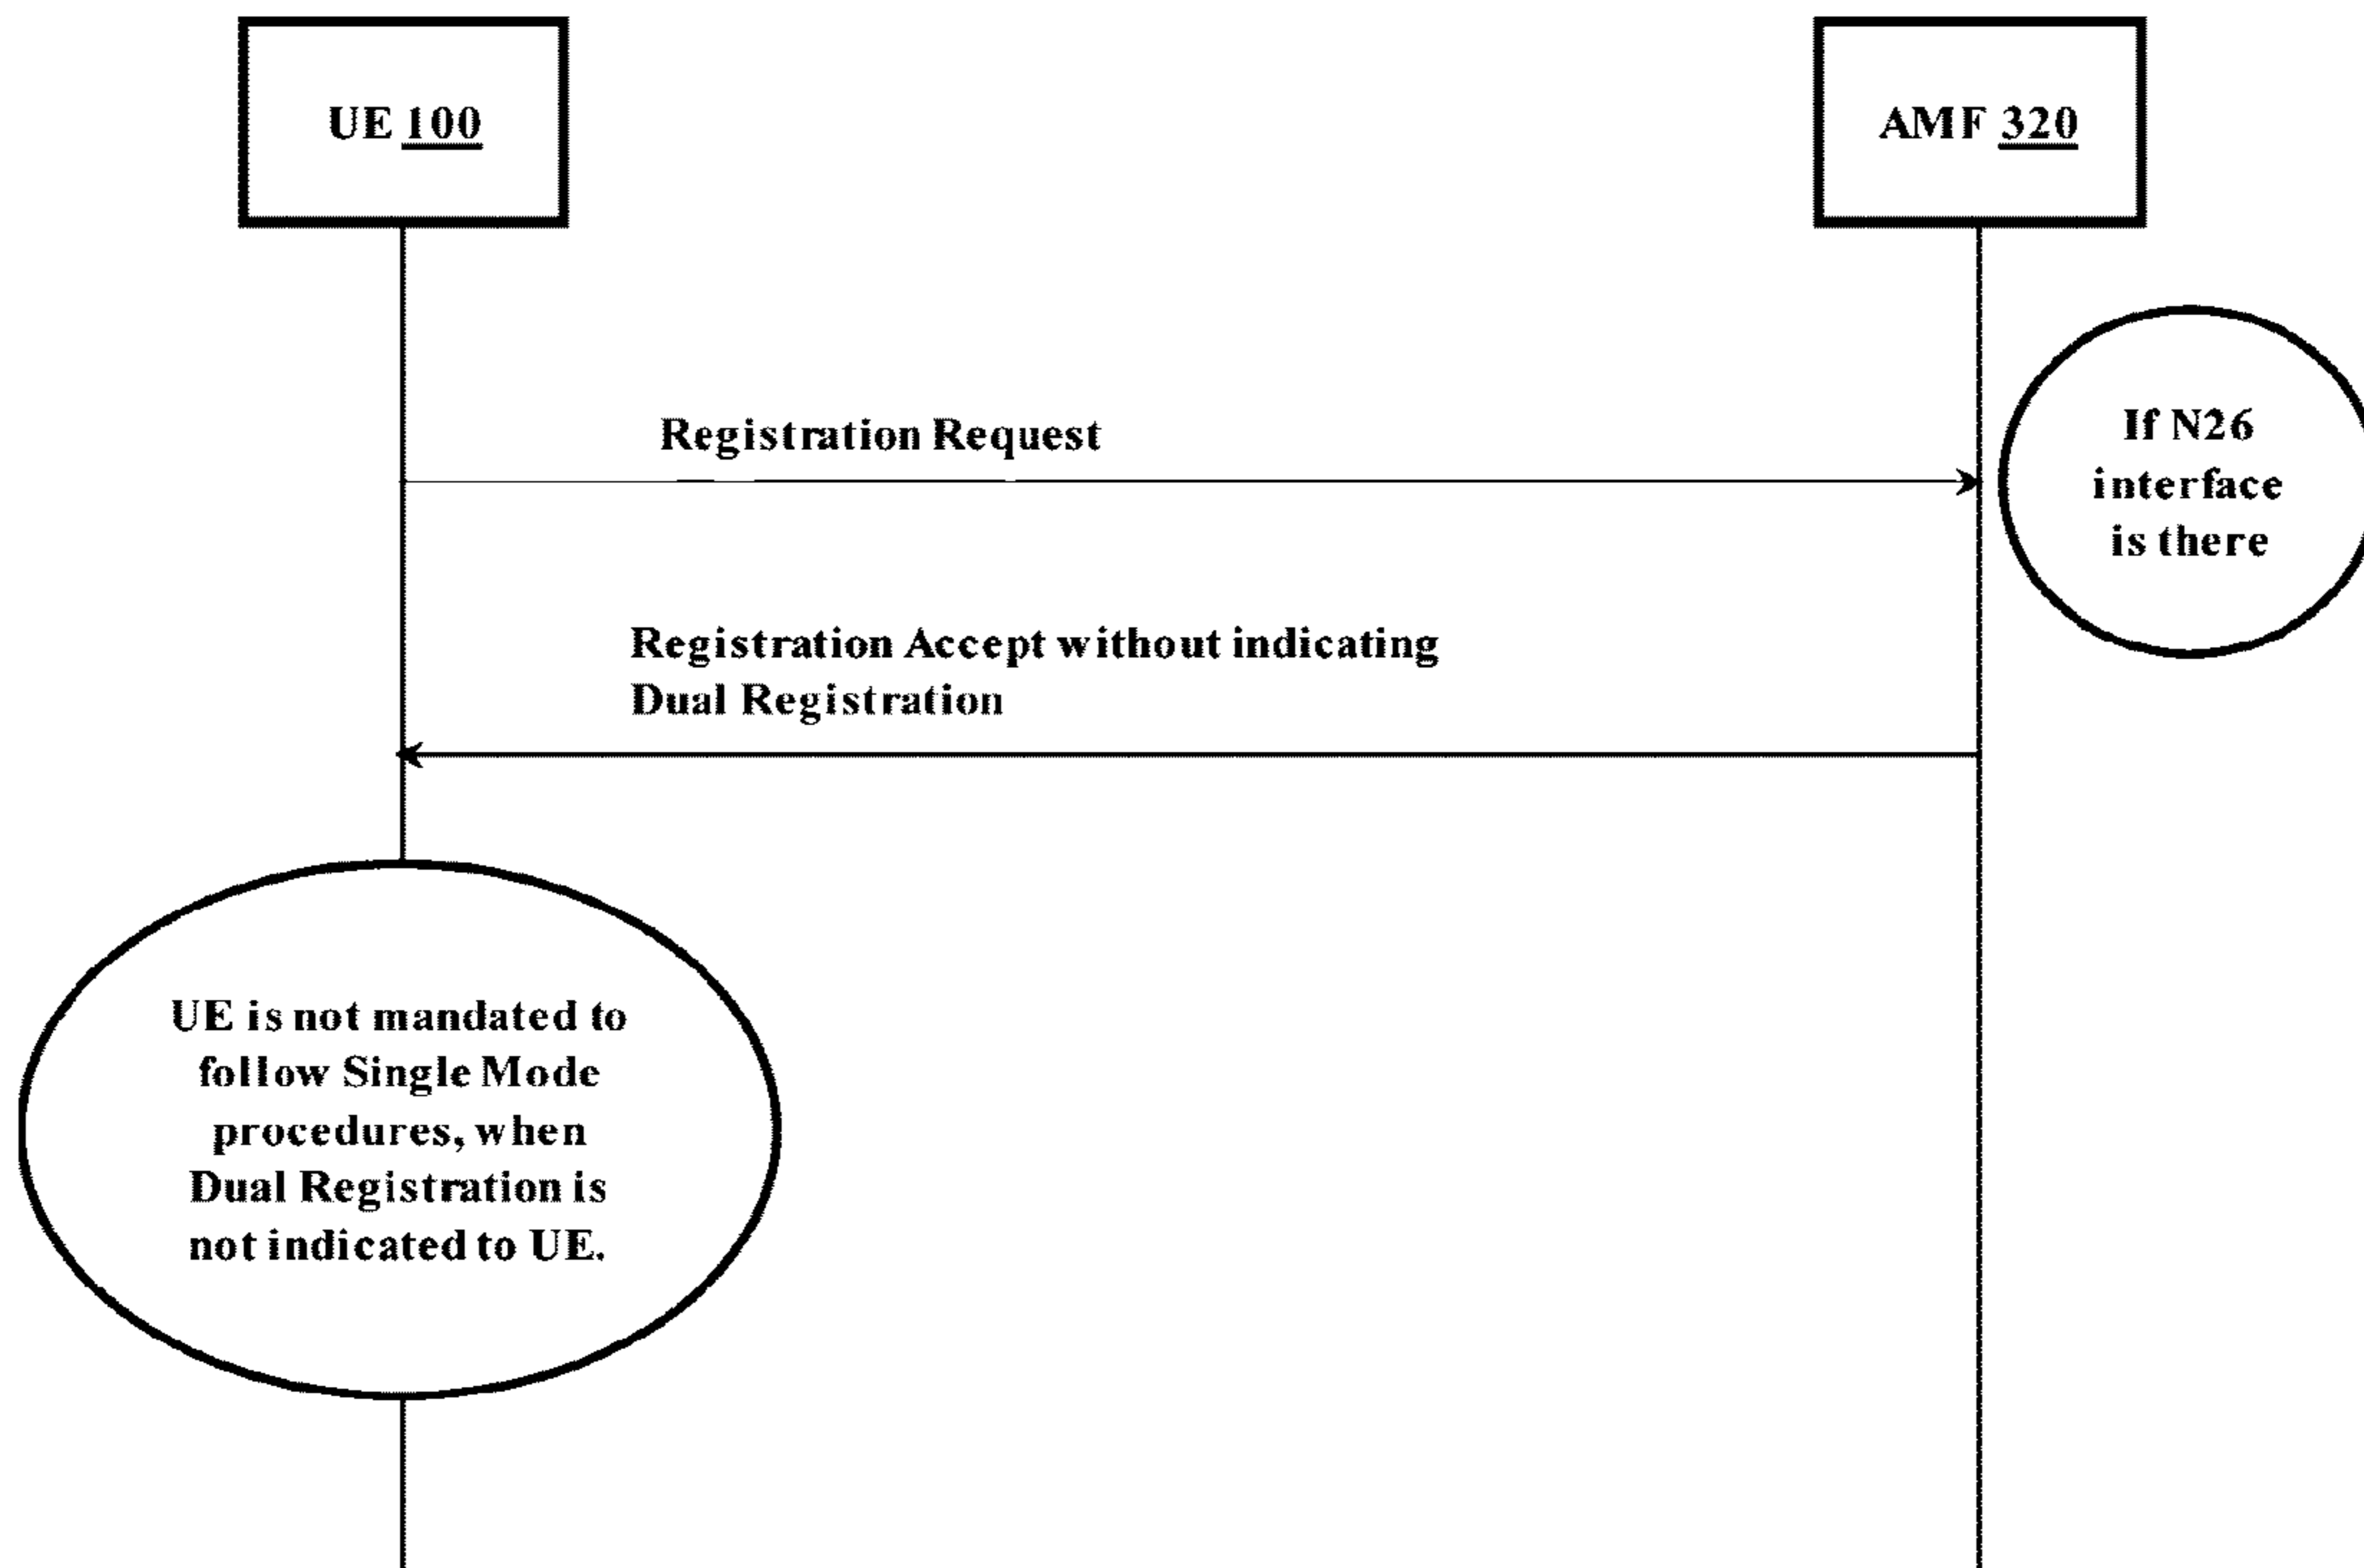 UE 100
AMF 320
If N26
interface
is there
Registration Request
Registration Accept without indicating
Dual Registration
UE is not mandated to
follow Single Mode
procedures, when
Dual Registration is
not indicated to UE.